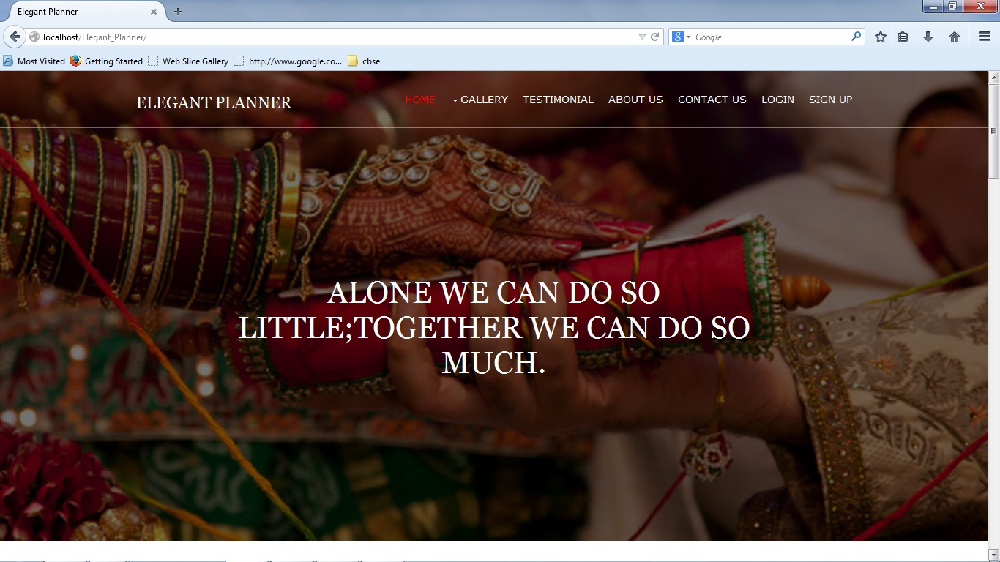 Elegant Planner
localhost/Elegant_Planner/
Google
Most Visited Getting Started Web Slice Gallery http://www.google.co... cbse
ELEGANT PLANNER
HOME GALLERY TESTIMONIAL ABOUT US CONTACT US LOGIN SIGN UP
ALONE WE CAN DO SO
LITTLE;TOGETHER WE CAN DO SO
MUCH.